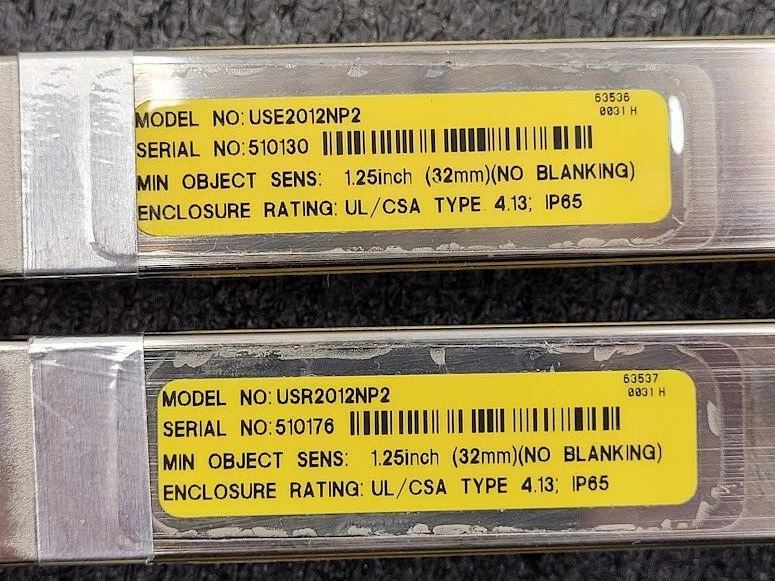 63536
MODEL NO: USE2012NP2
0031 H
SERIAL NO: 510130
MIN OBJECT SENS: 1.25inch (32mm)(NO BLANKING)
ENCLOSURE RATING: UL/CSA TYPE 4.13; IP65
63537
MODEL NO: USR2012NP2
0031 H
SERIAL NO: 510176
MIN OBJECT SENS: 1.25inch (32mm)(NO BLANKING)
ENCLOSURE RATING: UL/CSA TYPE 4.13; IP65